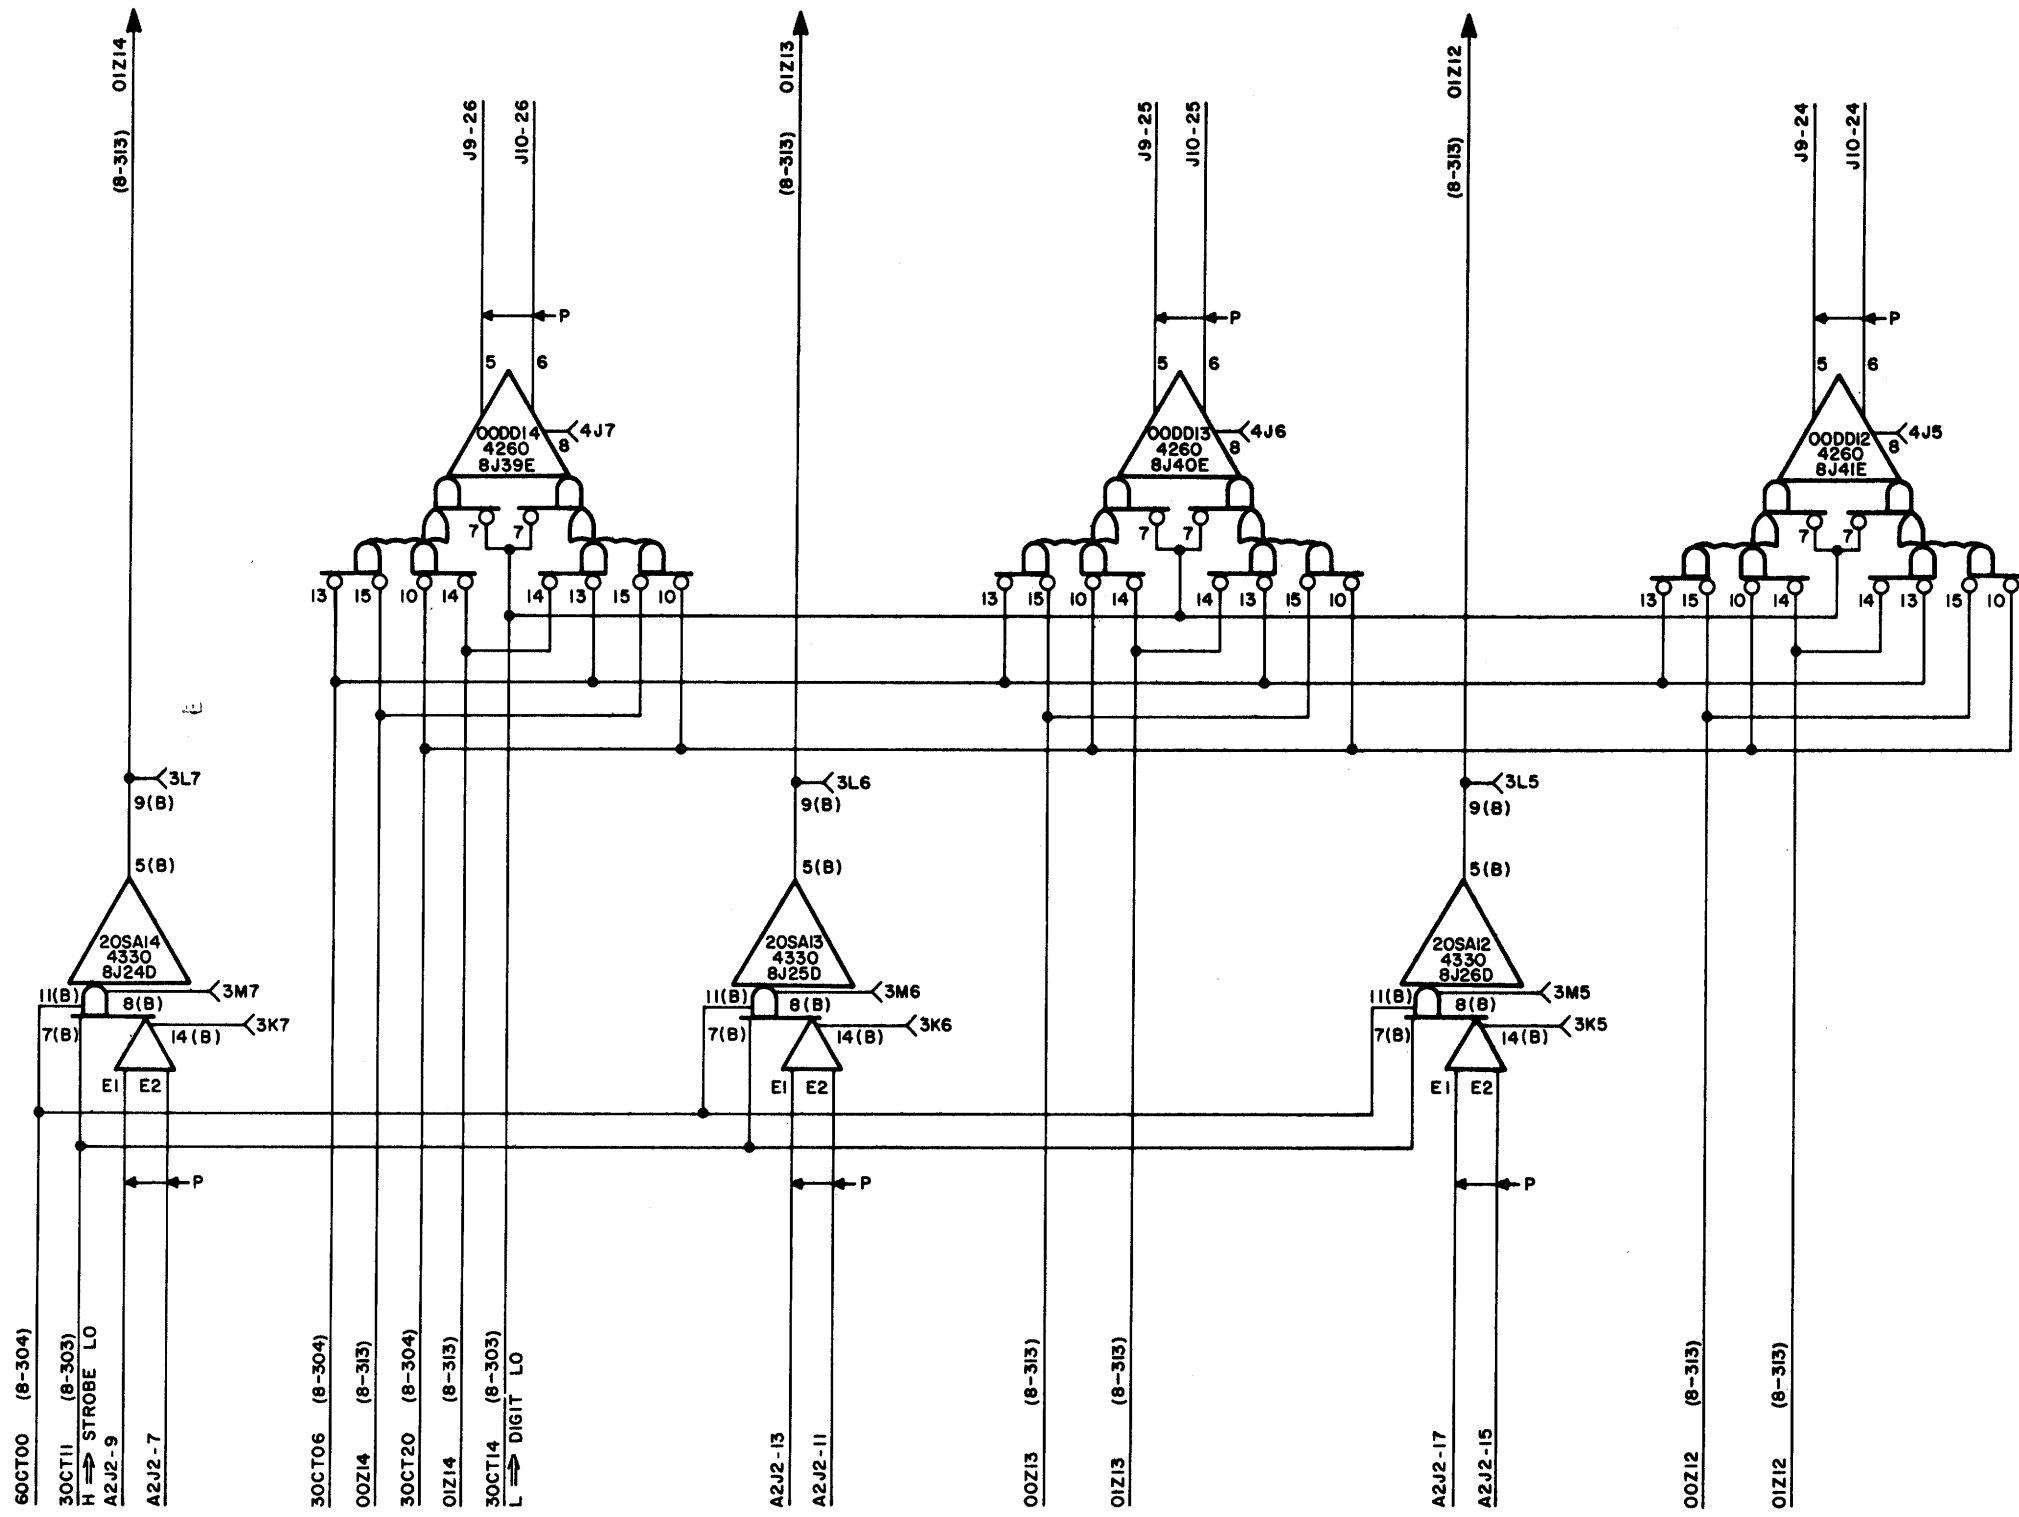 01Z14
(8-313)
01Z13
(8-313)
01Z12
(8-313)
J9-26
J10-26
J9-25
J10-25
J9-24
J10-24
P
P
P
5
6
5
6
5
6
00DD14
4260
8J39E
8
4J7
00DD13
4260
8J40E
8
4J6
00DD12
4260
8J41E
8
4J5
7
7
7
7
7
7
13
15
10
14
14
13
15
10
13
15
10
14
14
13
15
10
13
15
10
14
14
13
15
10
3L7
9(B)
5(B)
3L6
9(B)
5(B)
3L5
9(B)
5(B)
20SA14
4330
8J24D
20SA13
4330
8J25D
20SA12
4330
8J26D
11(B)
8(B)
3M7
7(B)
14(B)
3K7
E1
E2
11(B)
8(B)
3M6
7(B)
14(B)
3K6
E1
E2
11(B)
8(B)
3M5
7(B)
14(B)
3K5
E1
E2
P
P
P
60CT00 (8-304)
30CT11 (8-303)
H ⇒ STROBE LO
A2J2-9
A2J2-7
30CT06 (8-304)
00Z14 (8-313)
30CT20 (8-304)
01Z14 (8-313)
30CT14 (8-303)
L ⇒ DIGIT LO
A2J2-13
A2J2-11
00Z13 (8-313)
01Z13 (8-313)
A2J2-17
A2J2-15
00Z12 (8-313)
01Z12 (8-313)